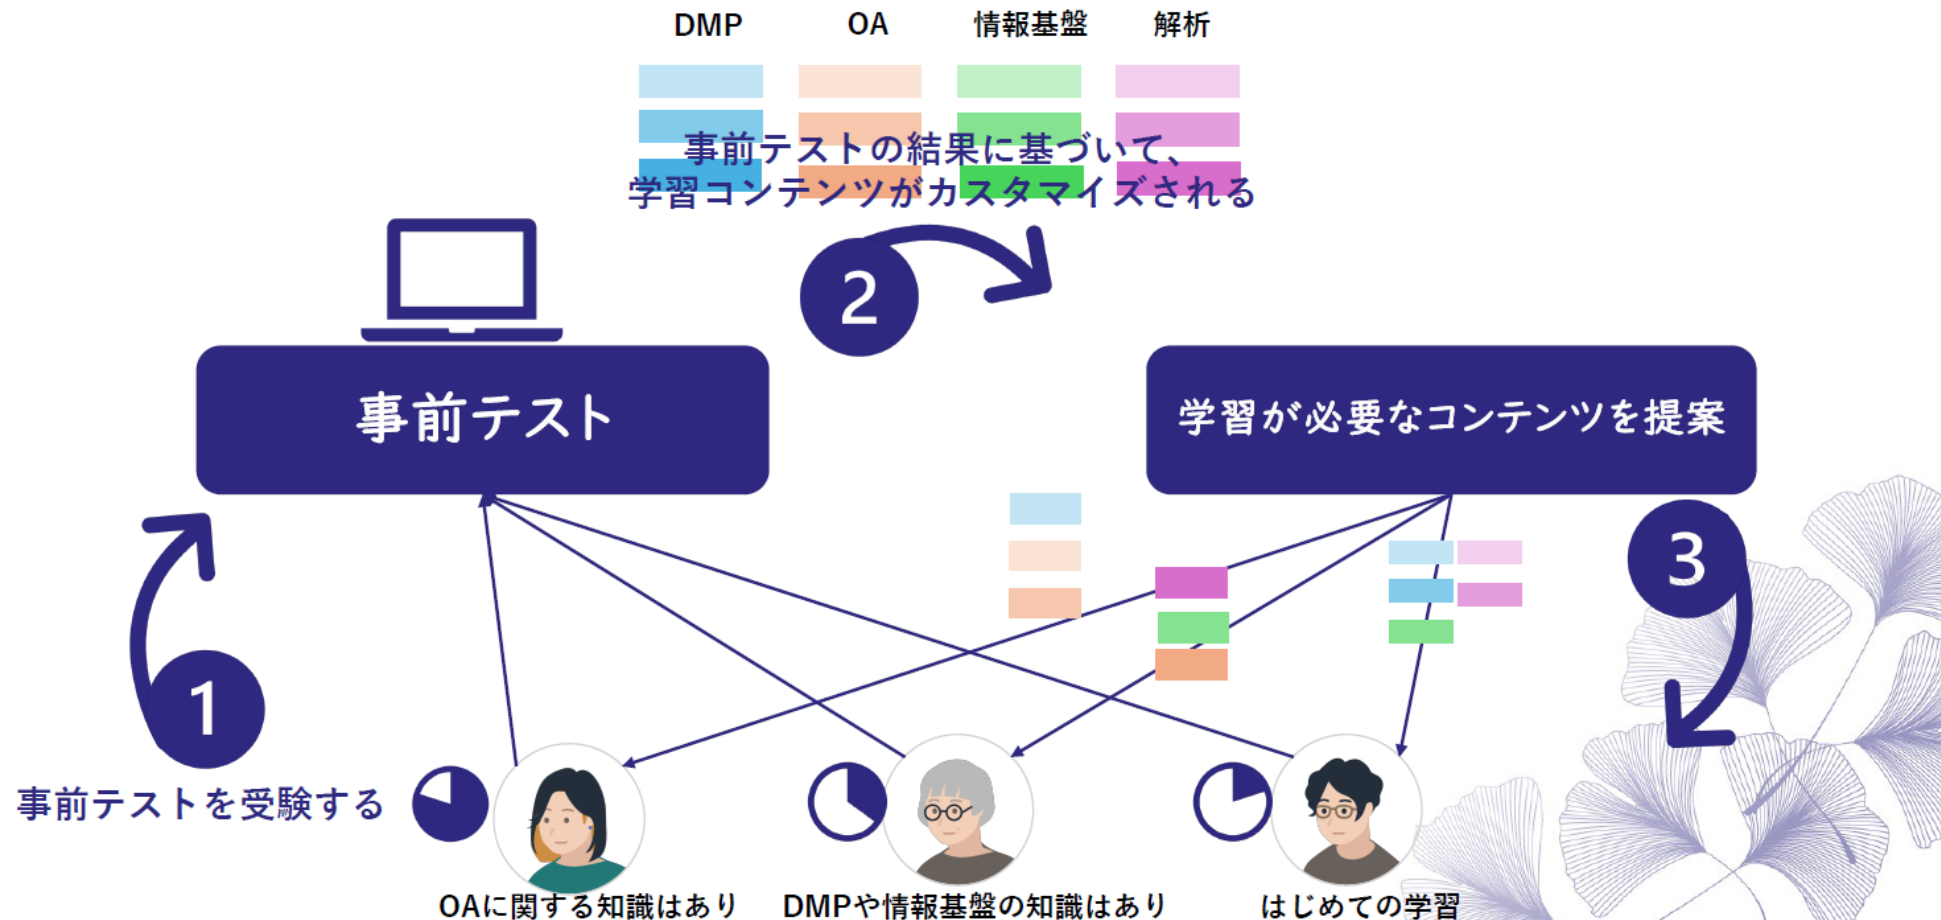 DMP
OA
情報基盤
解析
事前テストの結果に基づいて、
学習コンテンツがカスタマイズされる
2
事前テスト
学習が必要なコンテンツを提案
3
1
事前テストを受験する
OAに関する知識はあり
DMPや情報基盤の知識はあり
はじめての学習